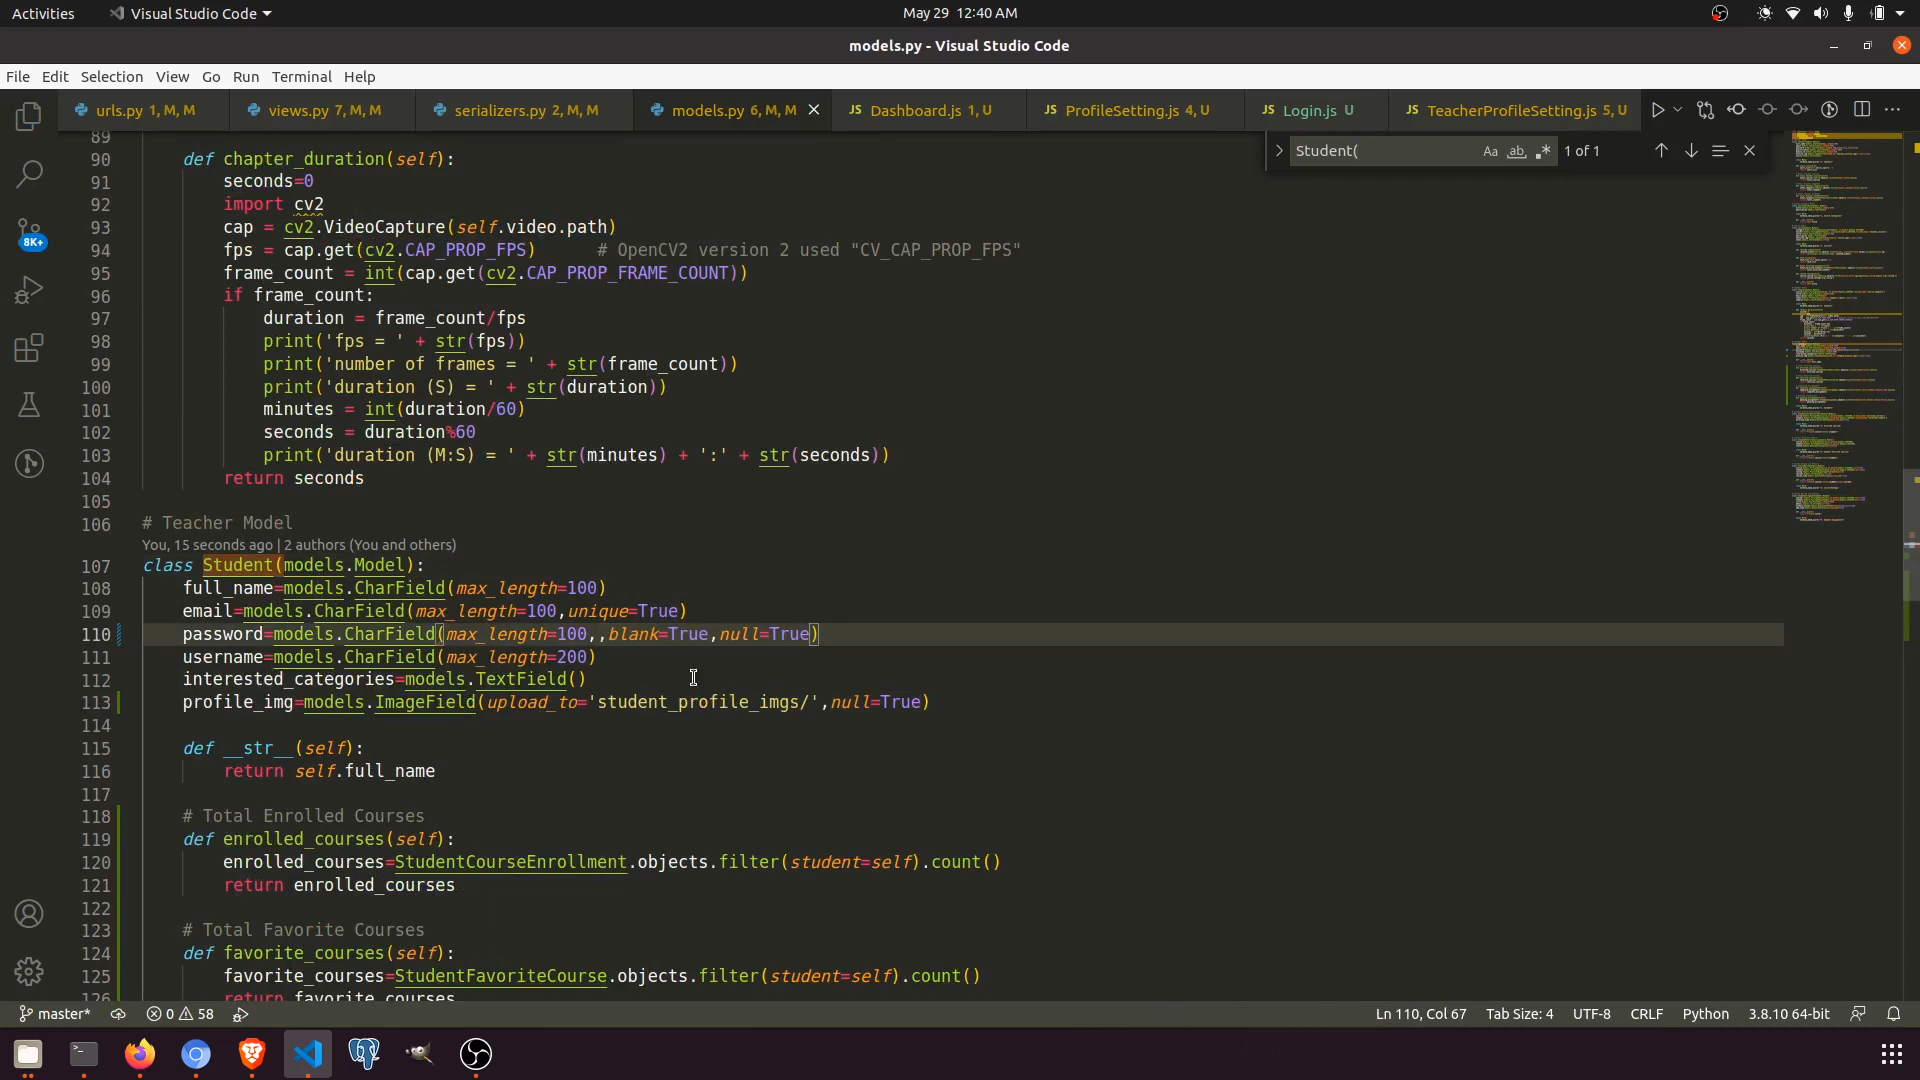 Activities
Visual Studio Code
May 29 12:40 AM
models.py - Visual Studio Code
File Edit Selection View Go Run Terminal Help
urls.py 1, M, M
views.py 7, M, M
serializers.py 2, M, M
models.py 6, M, M
Dashboard.js 1, U
ProfileSetting.js 4, U
Login.js U
TeacherProfileSetting.js 5, U
Student(
1 of 1
8K+
89
90 def chapter_duration(self):
91 seconds=0
92 import cv2
93 cap = cv2.VideoCapture(self.video.path)
94 fps = cap.get(cv2.CAP_PROP_FPS) # OpenCV2 version 2 used "CV_CAP_PROP_FPS"
95 frame_count = int(cap.get(cv2.CAP_PROP_FRAME_COUNT))
96 if frame_count:
97 duration = frame_count/fps
98 print('fps = ' + str(fps))
99 print('number of frames = ' + str(frame_count))
100 print('duration (S) = ' + str(duration))
101 minutes = int(duration/60)
102 seconds = duration%60
103 print('duration (M:S) = ' + str(minutes) + ':' + str(seconds))
104 return seconds
105
106 # Teacher Model
You, 15 seconds ago | 2 authors (You and others)
107 class Student(models.Model):
108 full_name=models.CharField(max_length=100)
109 email=models.CharField(max_length=100,unique=True)
110 password=models.CharField(max_length=100,,blank=True,null=True)
111 username=models.CharField(max_length=200)
112 interested_categories=models.TextField()
113 profile_img=models.ImageField(upload_to='student_profile_imgs/',null=True)
114
115 def __str__(self):
116 return self.full_name
117
118 # Total Enrolled Courses
119 def enrolled_courses(self):
120 enrolled_courses=StudentCourseEnrollment.objects.filter(student=self).count()
121 return enrolled_courses
122
123 # Total Favorite Courses
124 def favorite_courses(self):
125 favorite_courses=StudentFavoriteCourse.objects.filter(student=self).count()
126 return favorite_courses
master* 0 58
Ln 110, Col 67 Tab Size: 4 UTF-8 CRLF Python 3.8.10 64-bit